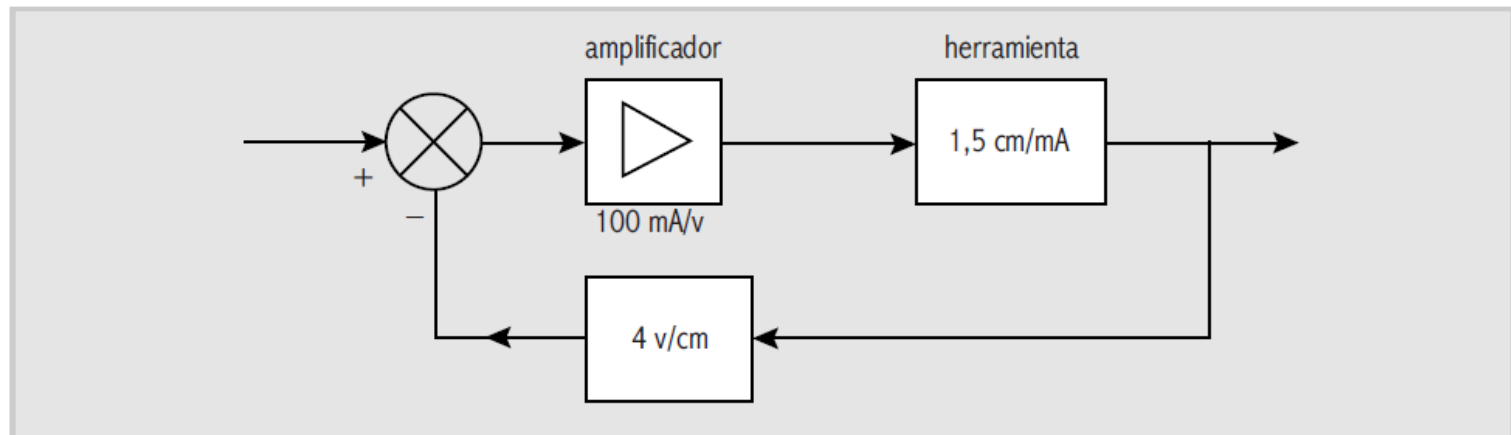 amplificador
herramienta
1,5 cm/mA
+
–
100 mA/v
4 v/cm